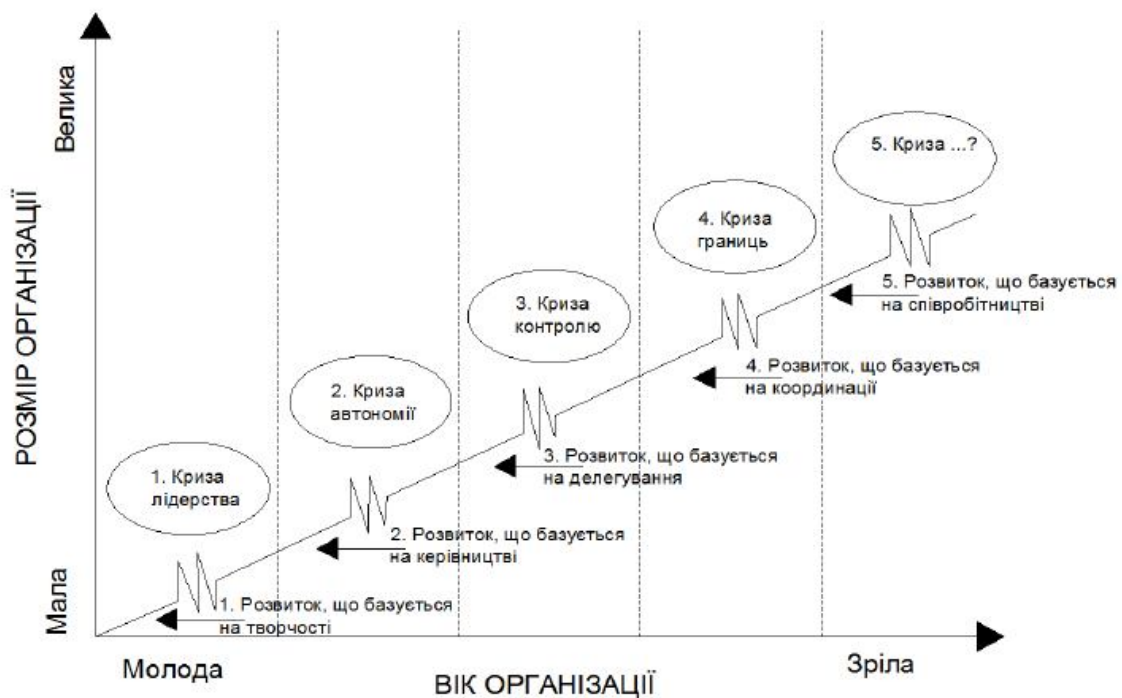 РОЗМІР ОРГАНІЗАЦІЇ
Велика
Мала
5. Криза ...?
4. Криза
границь
5. Розвиток, що базується
на співробітництві
3. Криза
контролю
4. Розвиток, що базується
на координації
2. Криза
автономії
3. Розвиток, що базується
на делегування
1. Криза
лідерства
2. Розвиток, що базується
на керівництві
1. Розвиток, що базується
на творчості
Молода
Зріла
ВІК ОРГАНІЗАЦІЇ